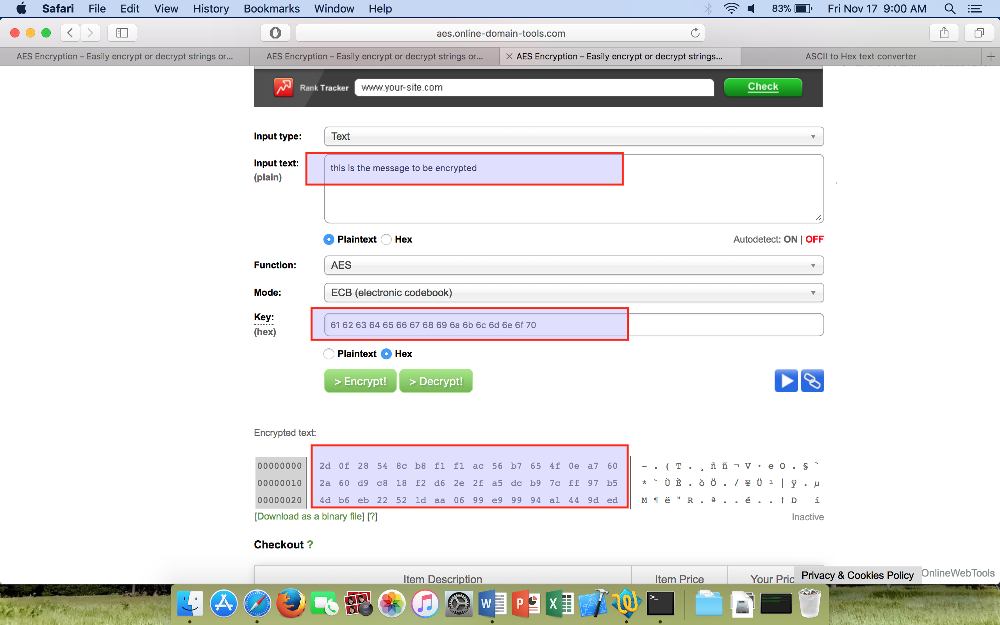 Safari File Edit View History Bookmarks Window Help 83% Fri Nov 17 9:00 AM
aes.online-domain-tools.com
AES Encryption – Easily encrypt or decrypt strings or... AES Encryption – Easily encrypt or decrypt strings or... AES Encryption – Easily encrypt or decrypt strings... ASCII to Hex text converter
Rank Tracker www.your-site.com Check
Input type: Text
Input text: this is the message to be encrypted
(plain)
Plaintext Hex Autodetect: ON | OFF
Function: AES
Mode: ECB (electronic codebook)
Key: 61 62 63 64 65 66 67 68 69 6a 6b 6c 6d 6e 6f 70
(hex)
Plaintext Hex
> Encrypt! > Decrypt!
Encrypted text:
00000000 2d 0f 28 54 8c b8 f1 f1 ac 56 b7 65 4f 0e a7 60 - . ( T . ¸ ñ ñ ¬ V · e O . § `
00000010 2a 60 d9 c8 18 f2 d6 2e 2f a5 dc b9 7c ff 97 b5 * ` Ù È . ò Ö . / ¥ Ü ¹ | ÿ . µ
00000020 4d b6 eb 22 52 1d aa 06 99 e9 99 94 a1 44 9d ed M ¶ ë " R . ª . . é . . ¡ D í
[Download as a binary file] [?] Inactive
Checkout ?
Item Description Item Price Your Pric
Privacy & Cookies Policy OnlineWebTools